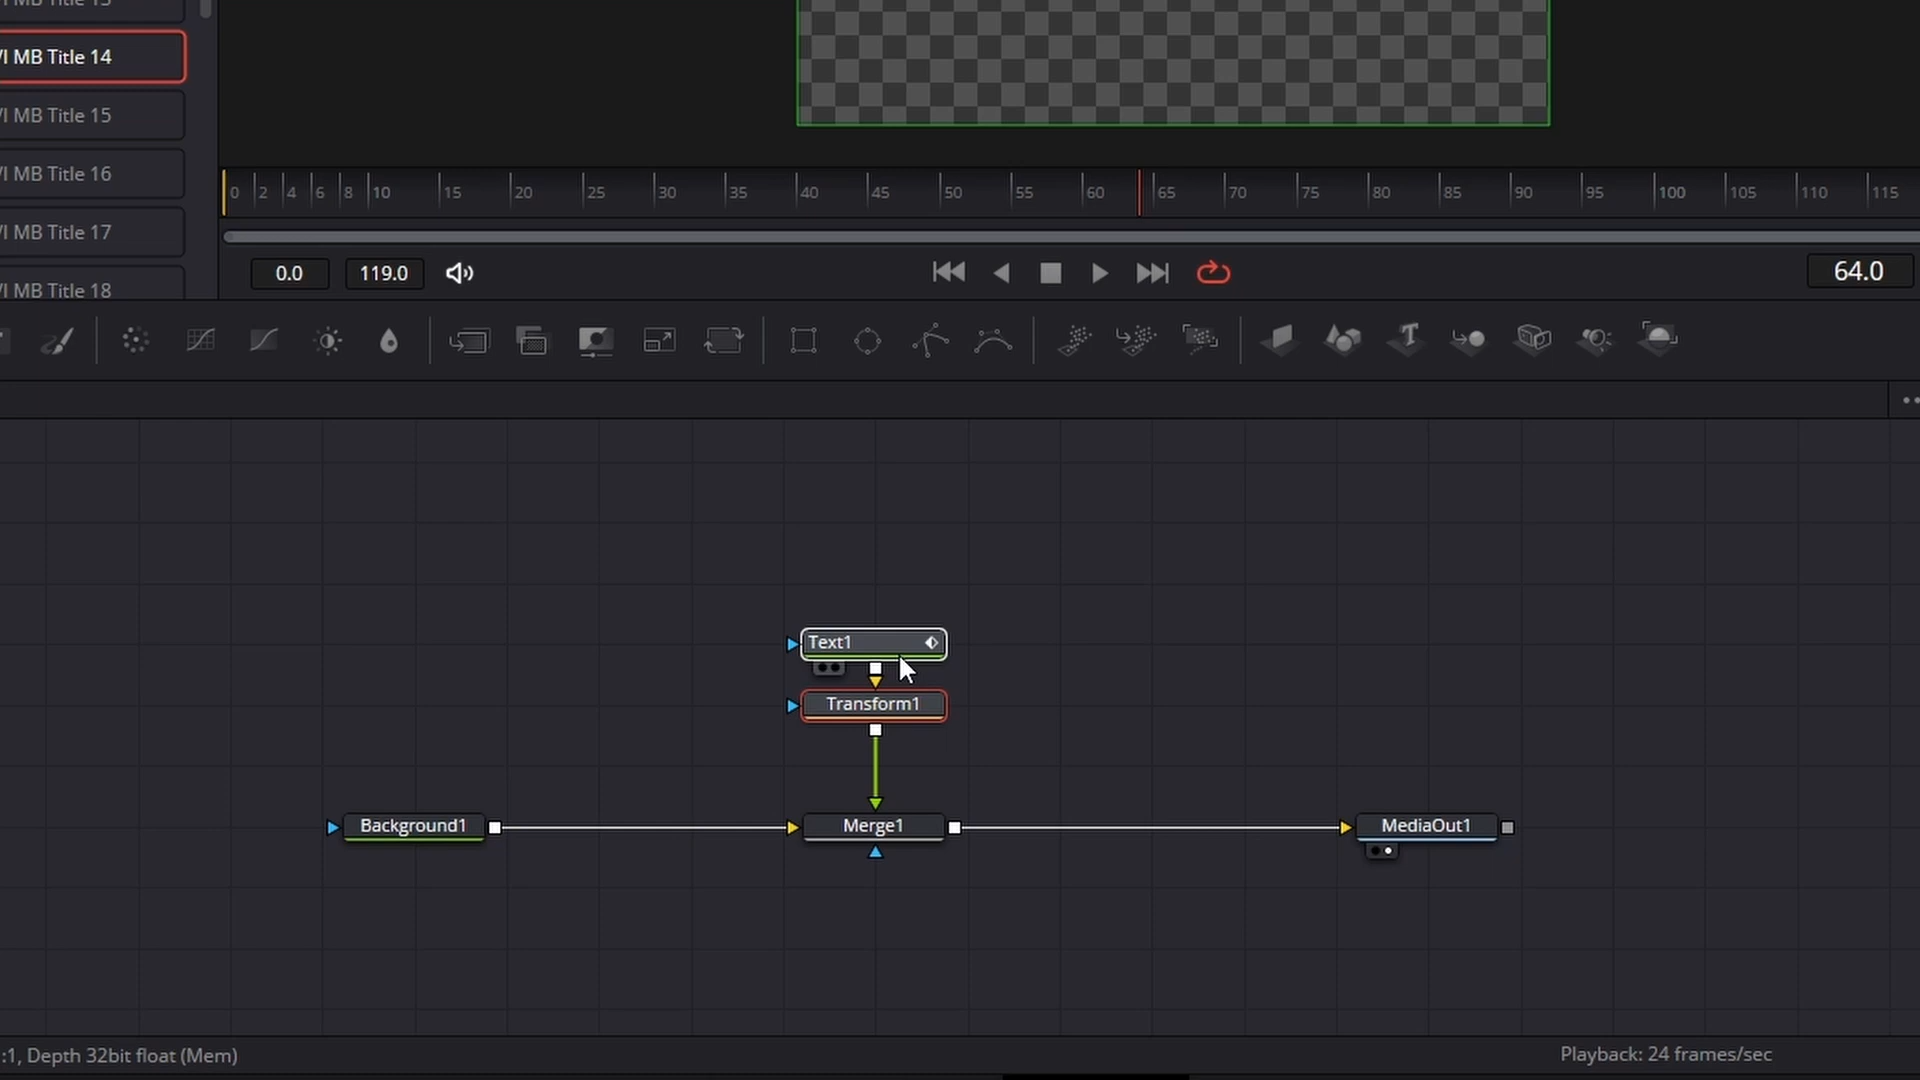 MB Title 14
MB Title 15
MB Title 16
MB Title 17
MB Title 18
0 2 4 6 8 10 15 20 25 30 35 40 45 50 55 60 65 70 75 80 85 90 95 100 105 110 115
0.0 119.0 64.0
Text1
Transform1
Background1 Merge1 MediaOut1
:1, Depth 32bit float (Mem) Playback: 24 frames/sec